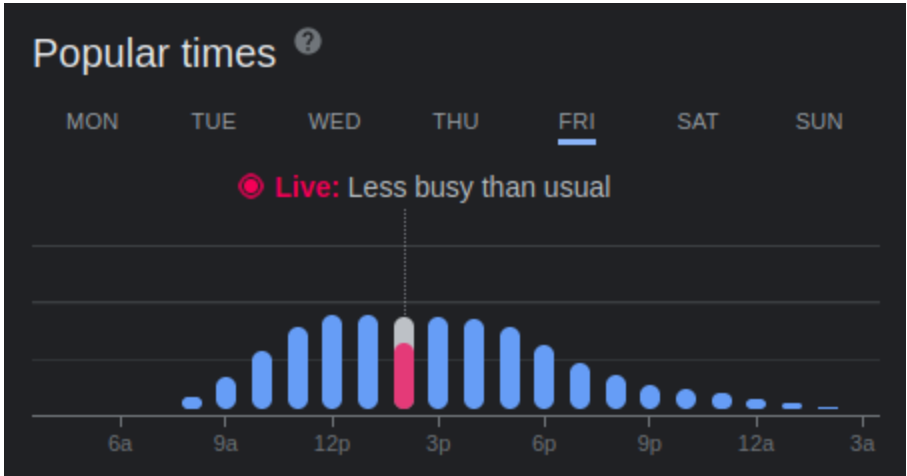 Popular times ?
MON TUE WED THU FRI SAT SUN
Live: Less busy than usual
6a 9a 12p 3p 6p 9p 12a 3a